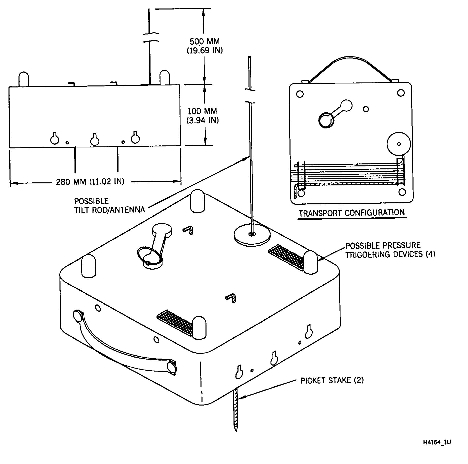 500 MM
(19.69 IN)
100 MM
(3.94 IN)
280 MM (11.02 IN)
POSSIBLE
TILT ROD/ANTENNA
TRANSPORT CONFIGURATION
POSSIBLE PRESSURE
TRIGGERING DEVICES (4)
PICKET STAKE (2)
H4164_1U